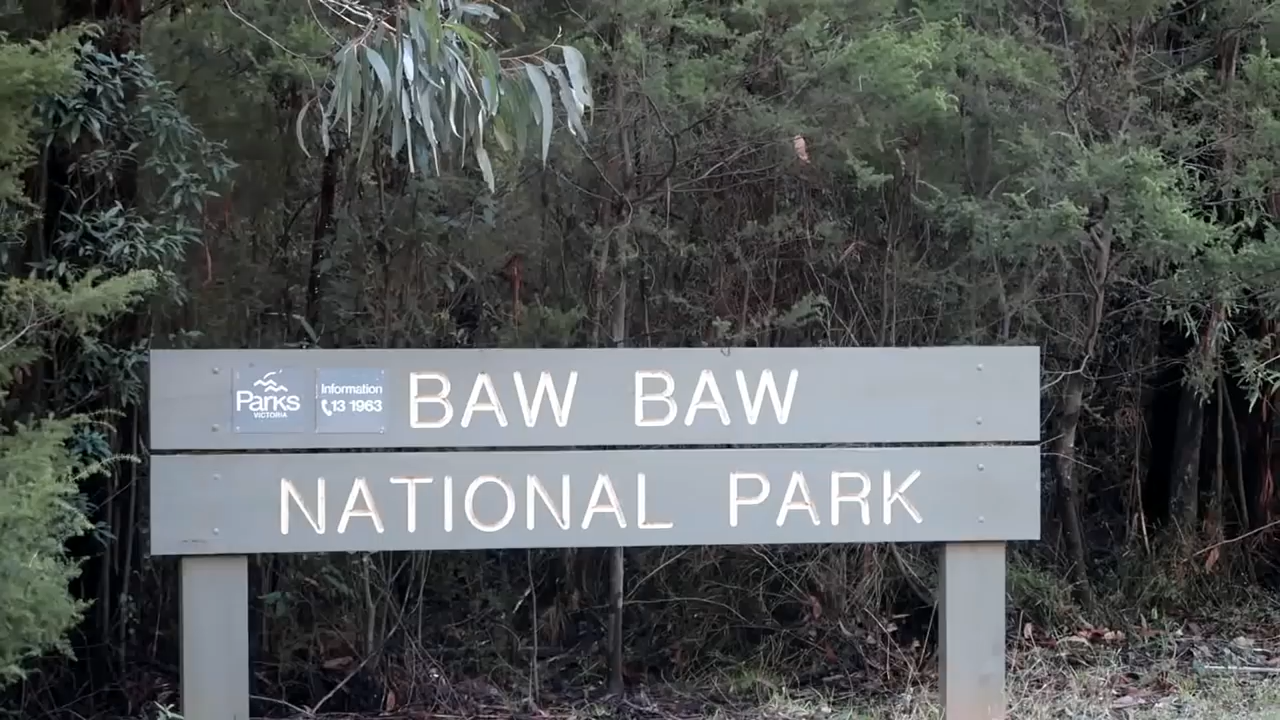 Parks
VICTORIA
Information
13 1963
BAW BAW
NATIONAL PARK